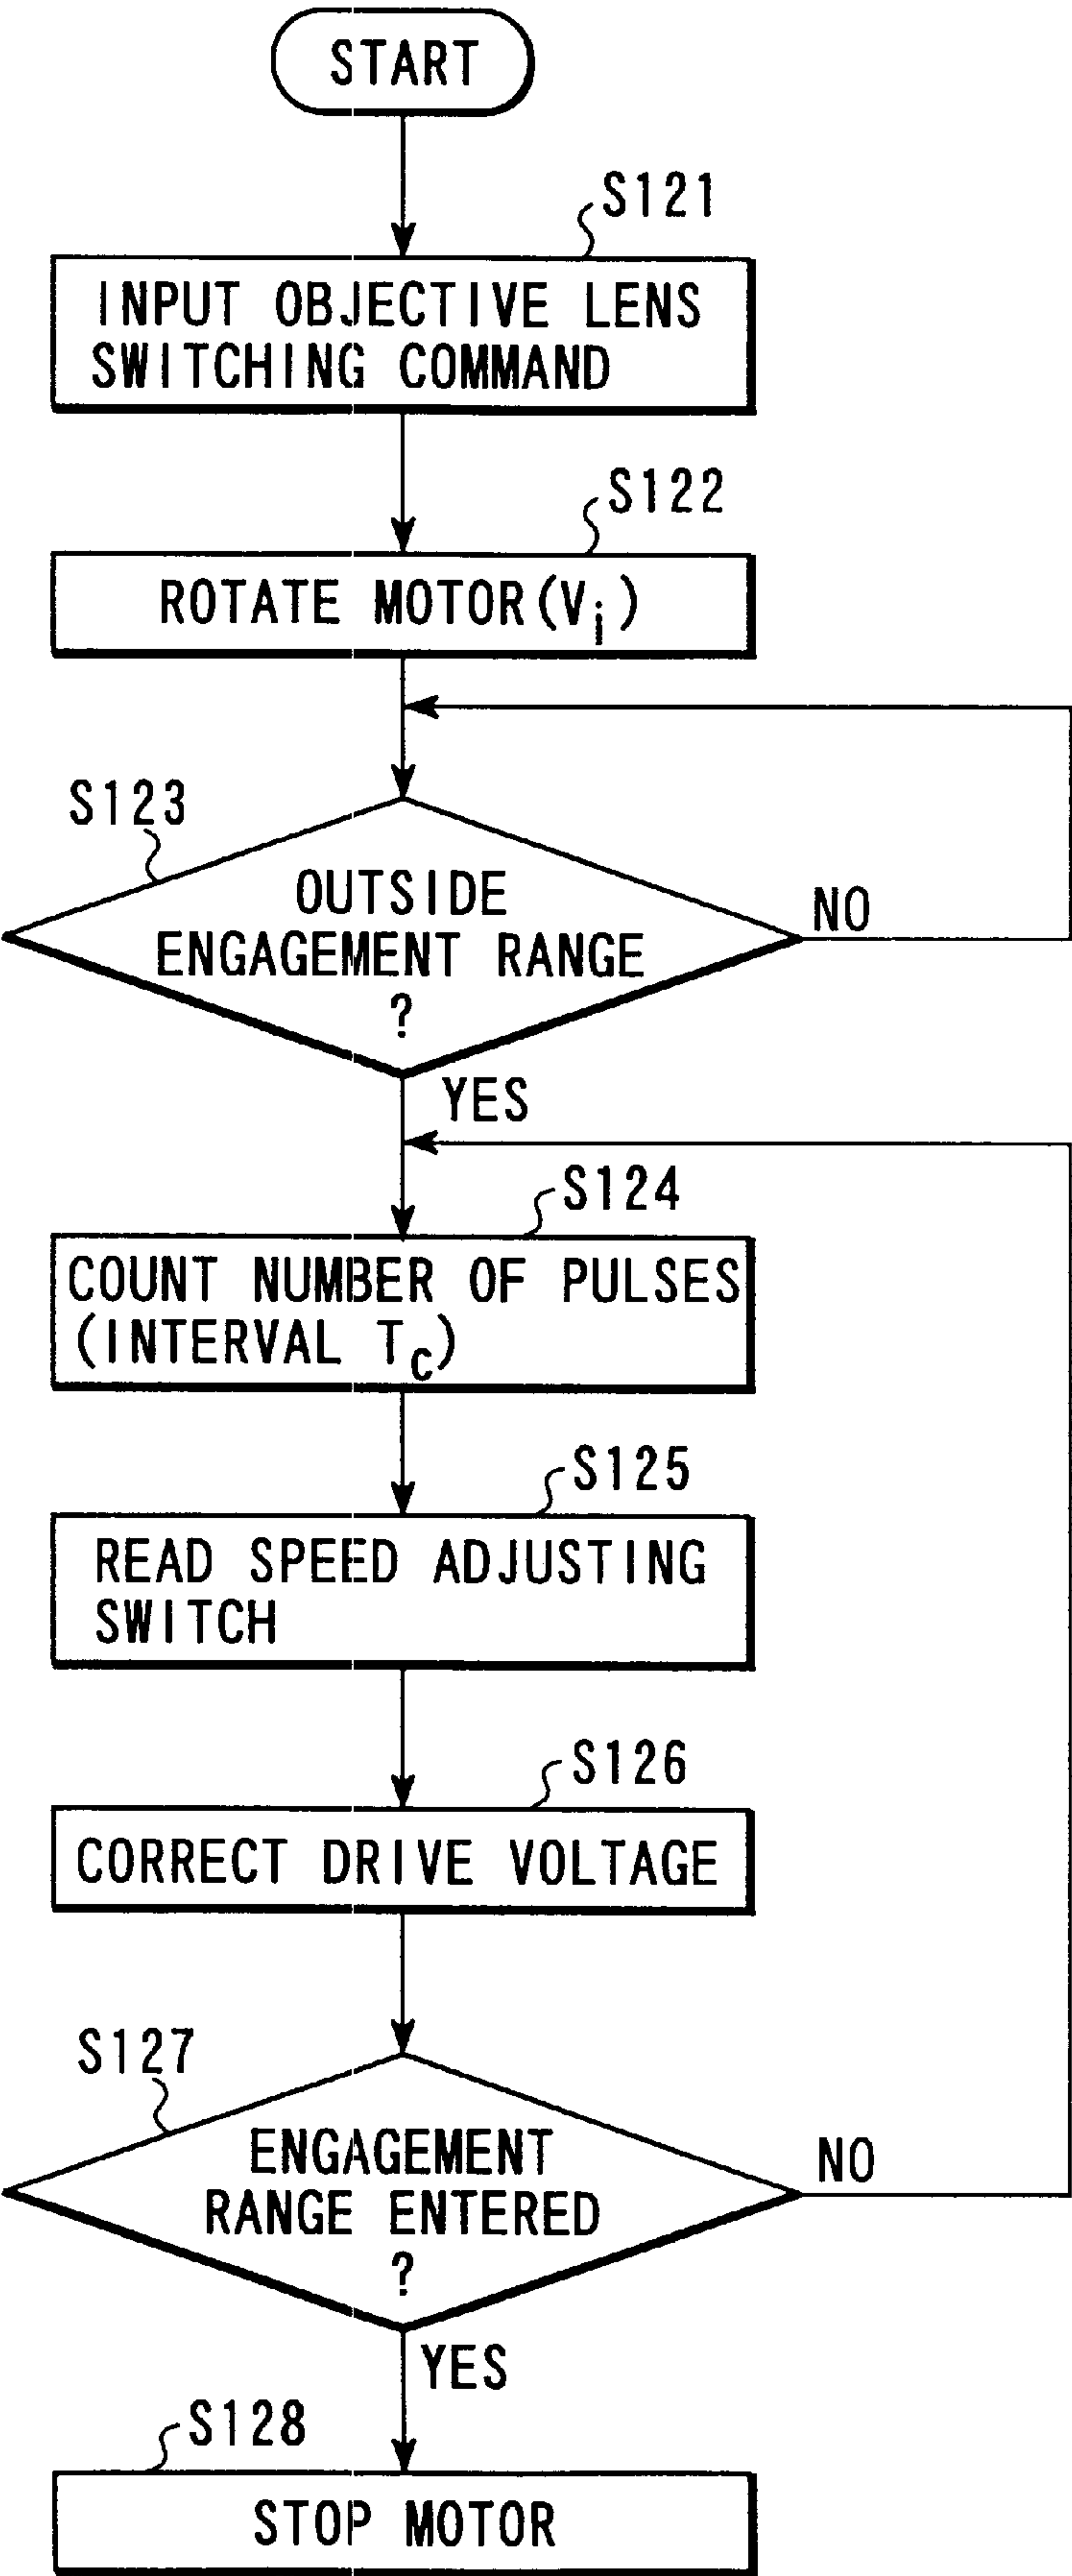 START
S121
INPUT OBJECTIVE LENS
SWITCHING COMMAND
S122
ROTATE MOTOR(Vi)
S123
OUTSIDE
ENGAGEMENT RANGE
?
NO
YES
S124
COUNT NUMBER OF PULSES
(INTERVAL Tc)
S125
READ SPEED ADJUSTING
SWITCH
S126
CORRECT DRIVE VOLTAGE
S127
ENGAGEMENT
RANGE ENTERED
?
NO
YES
S128
STOP MOTOR